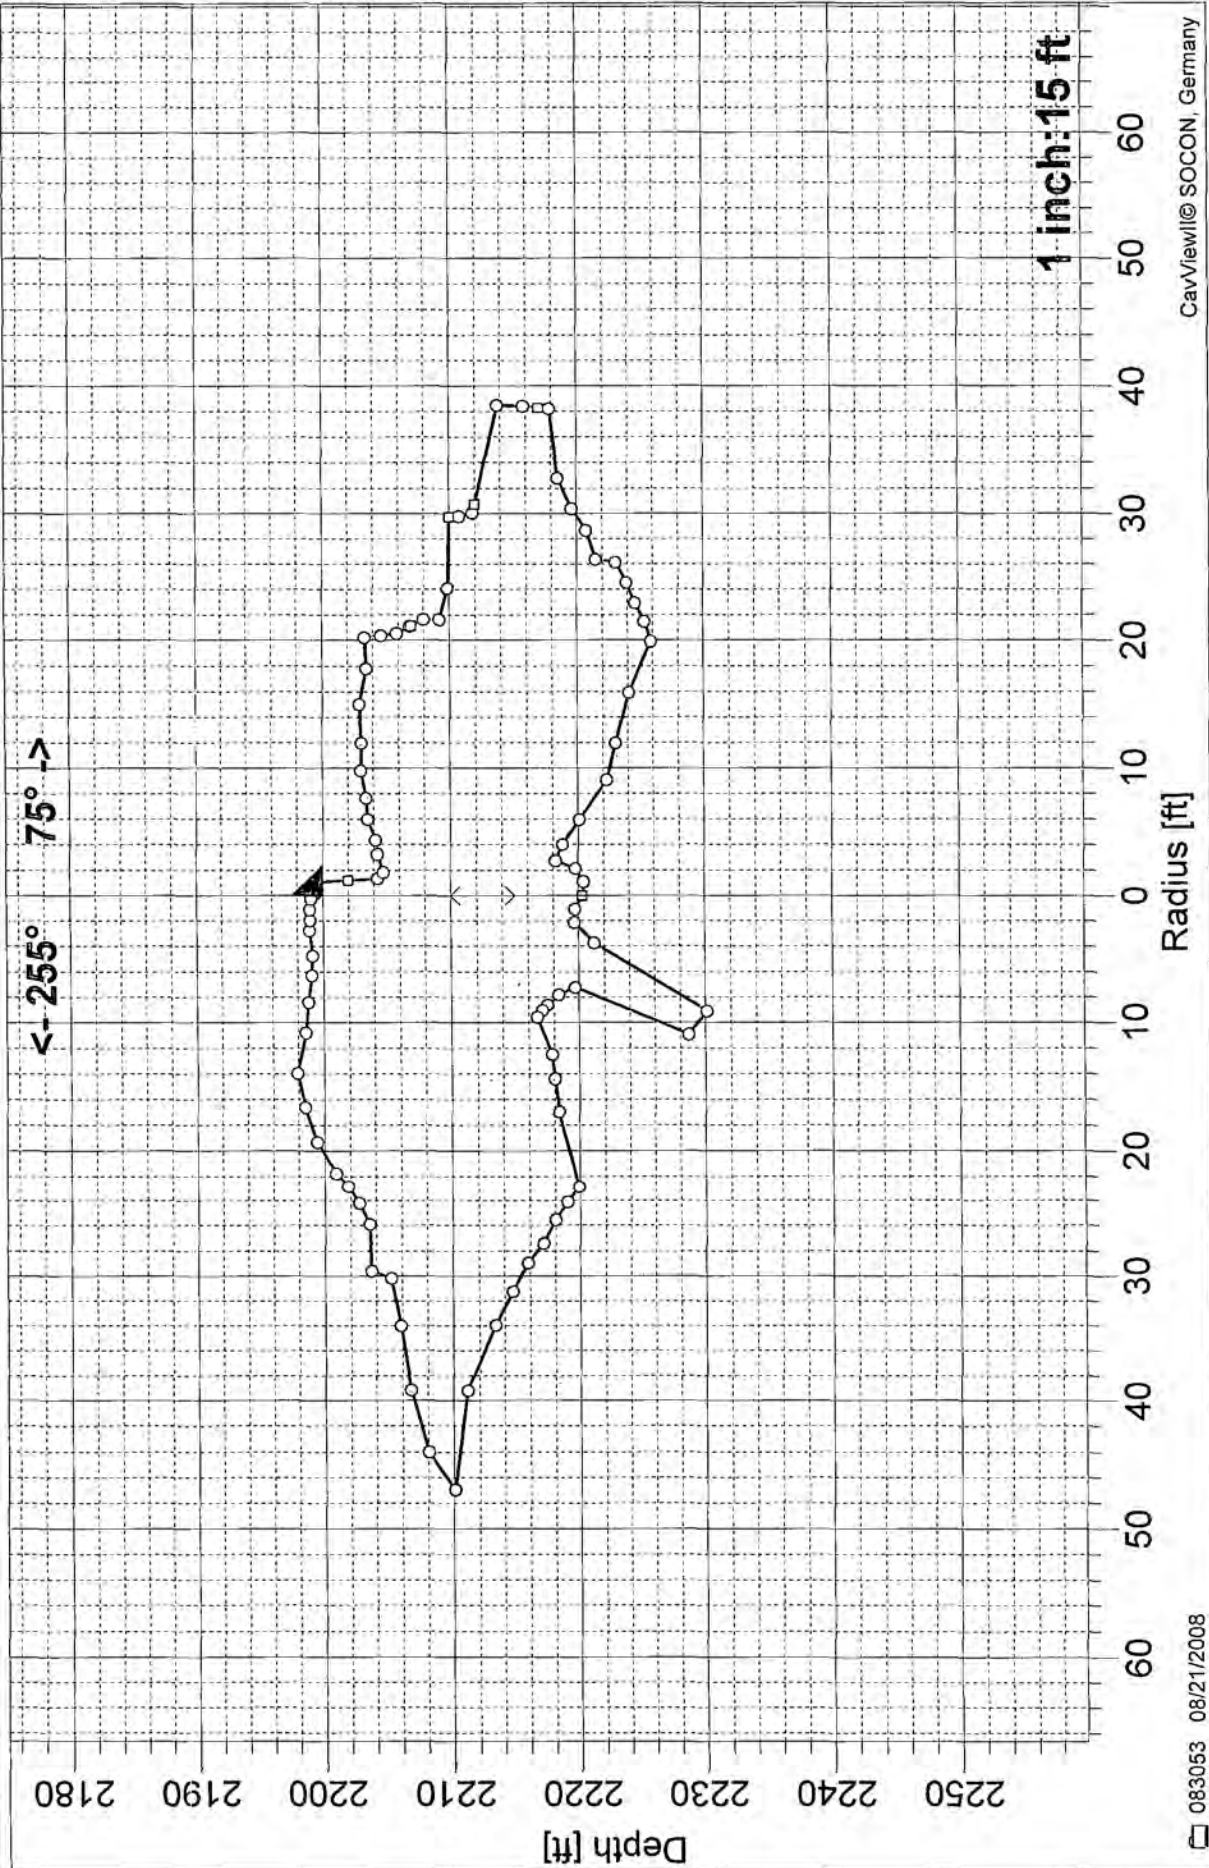 <- 255° 75° ->
Depth [ft]
2180
2190
2200
2210
2220
2230
2240
2250
1 inch:15 ft
60 50 40 30 20 10 0 10 20 30 40 50 60
Radius [ft]
083053 08/21/2008
CavViewII© SOCON, Germany